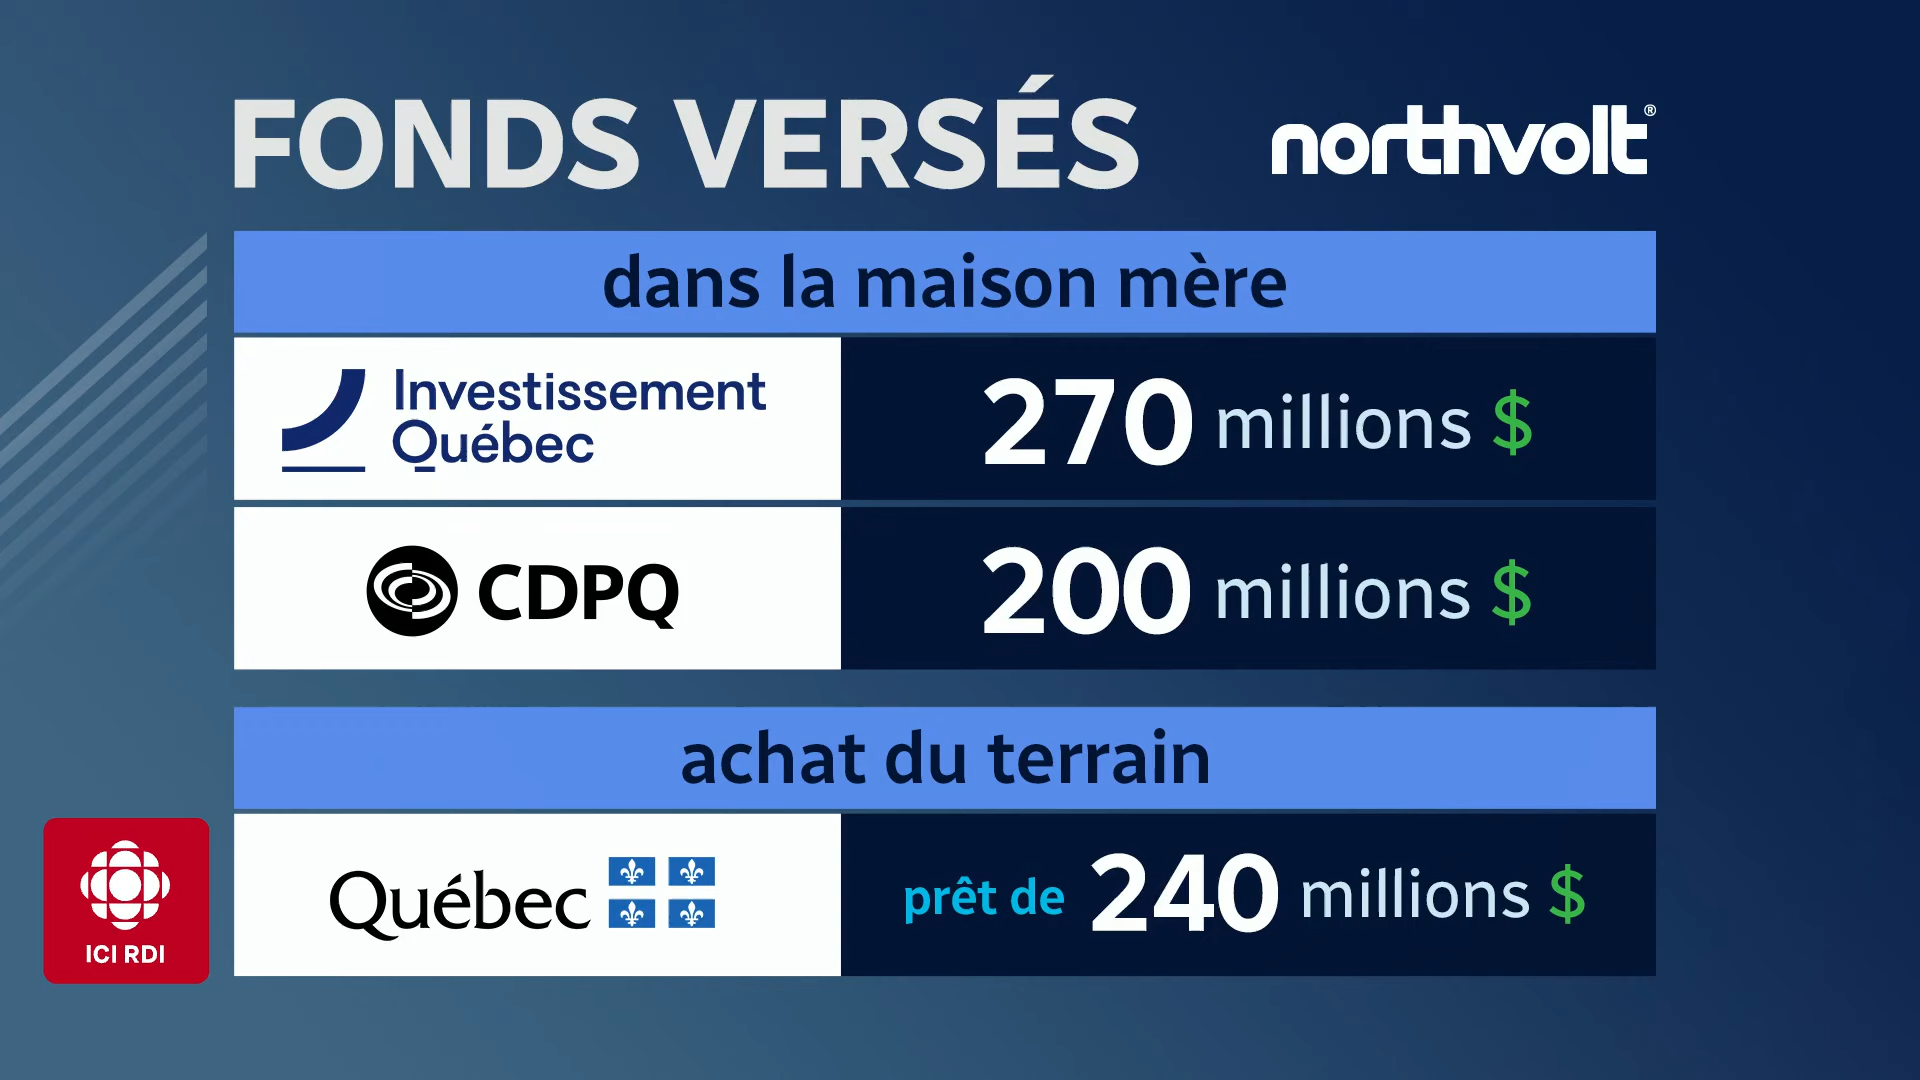 FONDS VERSÉS
northvolt®
dans la maison mère
Investissement
Québec
270 millions $
CDPQ
200 millions $
achat du terrain
Québec
prêt de 240 millions $
ICI RDI